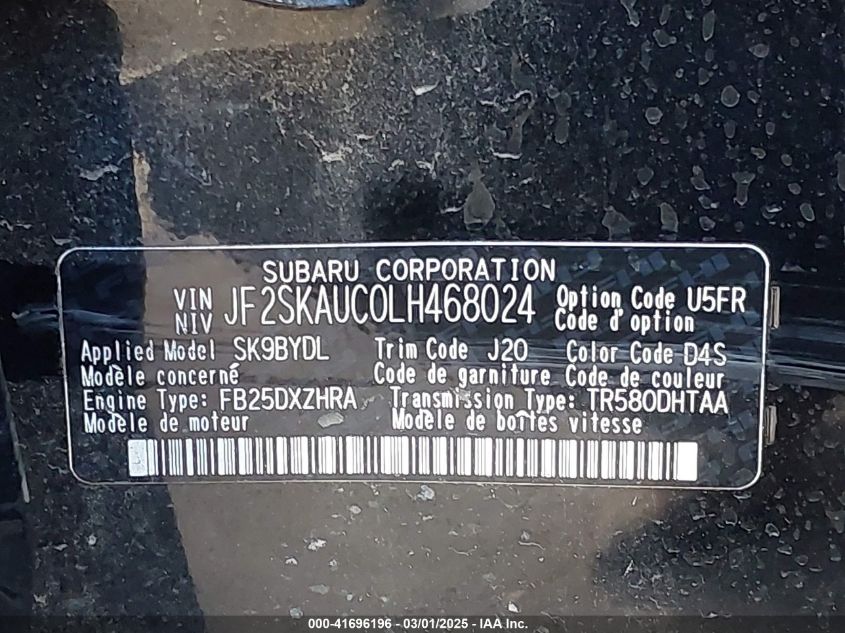 SUBARU CORPORATION
VIN JF2SKAUC0LH468024 Option Code U5FR
NIV Code d'option
Applied Model SK9BYDL Trim Code J20 Color Code D4S
Modèle concerné Code de garniture Code de couleur
Engine Type: FB25DXZHRA Transmission Type: TR580DHTAA
Modèle de moteur Modèle de boîtes vitesse
000-41696196 - 03/01/2025 - IAA Inc.